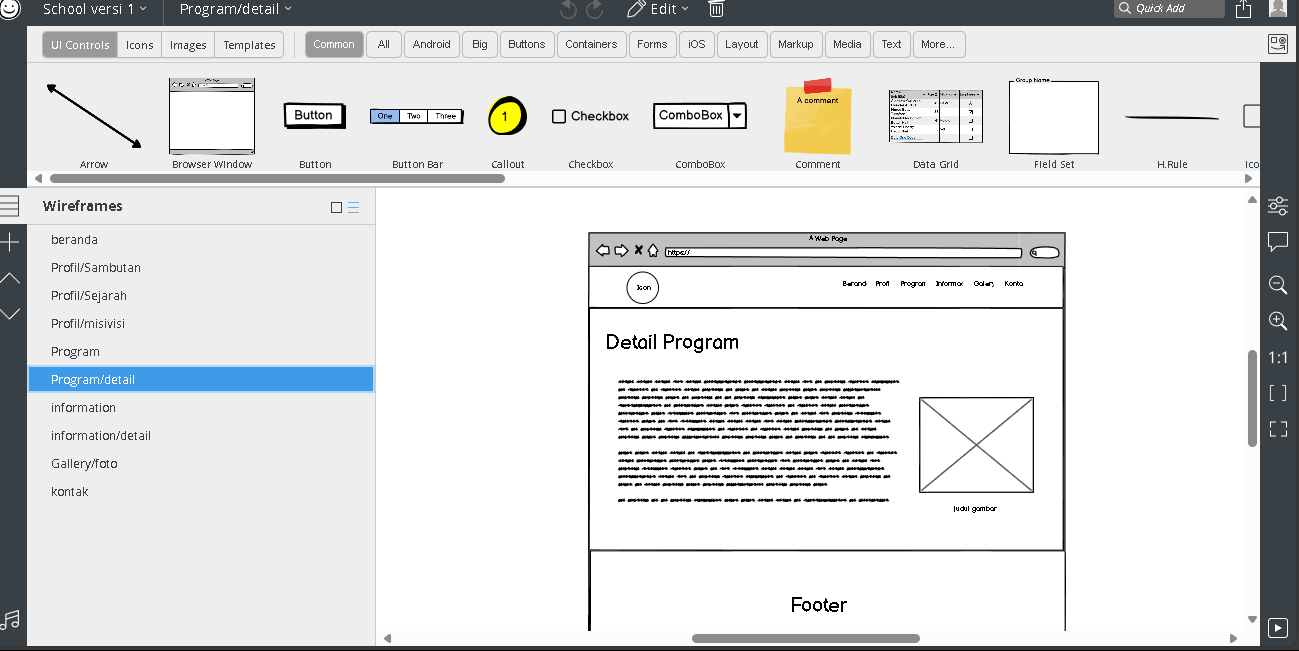 School versi 1
Program/detail
Edit
Quick Add
UI Controls Icons Images Templates
Common All Android Big Buttons Containers Forms iOS Layout Markup Media Text More...
Button
One Two Three
1
Checkbox
ComboBox
A comment
Group Name
Arrow Browser Window Button Button Bar Callout Checkbox ComboBox Comment Data Grid Field Set H.Rule Ico
Wireframes
beranda
Profil/Sambutan
Profil/Sejarah
Profil/misivisi
Program
Program/detail
information
information/detail
Gallery/foto
kontak
A Web Page
https://
Icon
Berand Profi Program Informas Galery Konta
Detail Program
judul gambar
Footer
1:1